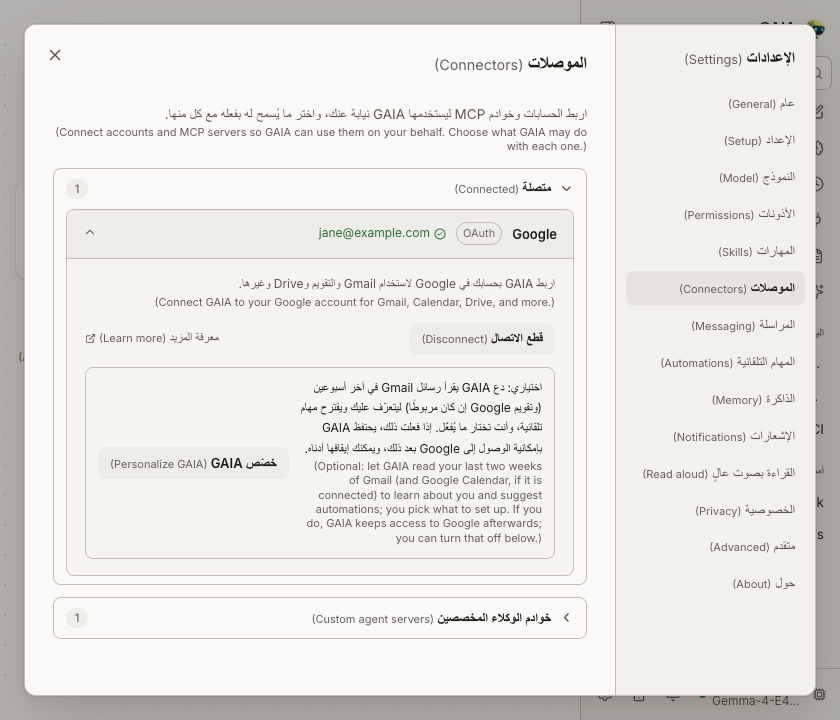 الموصلات (Connectors)
اربط الحسابات وخوادم MCP ليستخدمها GAIA نيابة عنك، واختر ما يُسمح له بفعله مع كل منها.
(Connect accounts and MCP servers so GAIA can use them on your behalf. Choose what GAIA may do
with each one.)
متصلة (Connected)
1
Google OAuth jane@example.com
اربط GAIA بحسابك في Google لاستخدام Gmail والتقويم وDrive وغيرها.
(Connect GAIA to your Google account for Gmail, Calendar, Drive, and more.)
قطع الاتصال (Disconnect)
معرفة المزيد (Learn more)
اختياري: دع GAIA يقرأ رسائل Gmail في آخر أسبوعين
(وتقويم Google إن كان مربوطًا) ليتعرّف عليك ويقترح مهام
تلقائية، وأنت تختار ما يُفعّل. إذا فعلت ذلك، يحتفظ GAIA
بإمكانية الوصول إلى Google بعد ذلك، ويمكنك إيقافها أدناه.
(Optional: let GAIA read your last two weeks
of Gmail (and Google Calendar, if it is
connected) to learn about you and suggest
automations; you pick what to set up. If you
do, GAIA keeps access to Google afterwards;
you can turn that off below.)
خصّص GAIA (Personalize GAIA)
خوادم الوكلاء المخصصين (Custom agent servers)
1
الإعدادات (Settings)
عام (General)
الإعداد (Setup)
النموذج (Model)
الأذونات (Permissions)
المهارات (Skills)
الموصلات (Connectors)
المراسلة (Messaging)
المهام التلقائية (Automations)
الذاكرة (Memory)
الإشعارات (Notifications)
القراءة بصوت عالٍ (Read aloud)
الخصوصية (Privacy)
متقدم (Advanced)
حول (About)
Gemma-4-E4...